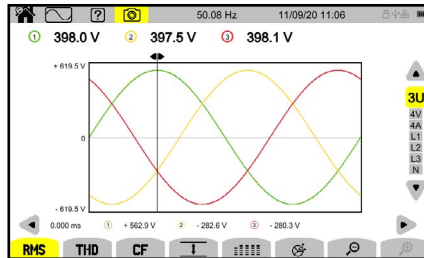 ? 50.08 Hz 11/09/20 11:06
1 398.0 V 2 397.5 V 3 398.1 V
+ 619.5 V
0
- 619.5 V
3U
4V
4A
L1
L2
L3
N
0.000 ms 1 + 562.9 V 2 - 282.6 V 3 - 280.3 V
RMS THD CF